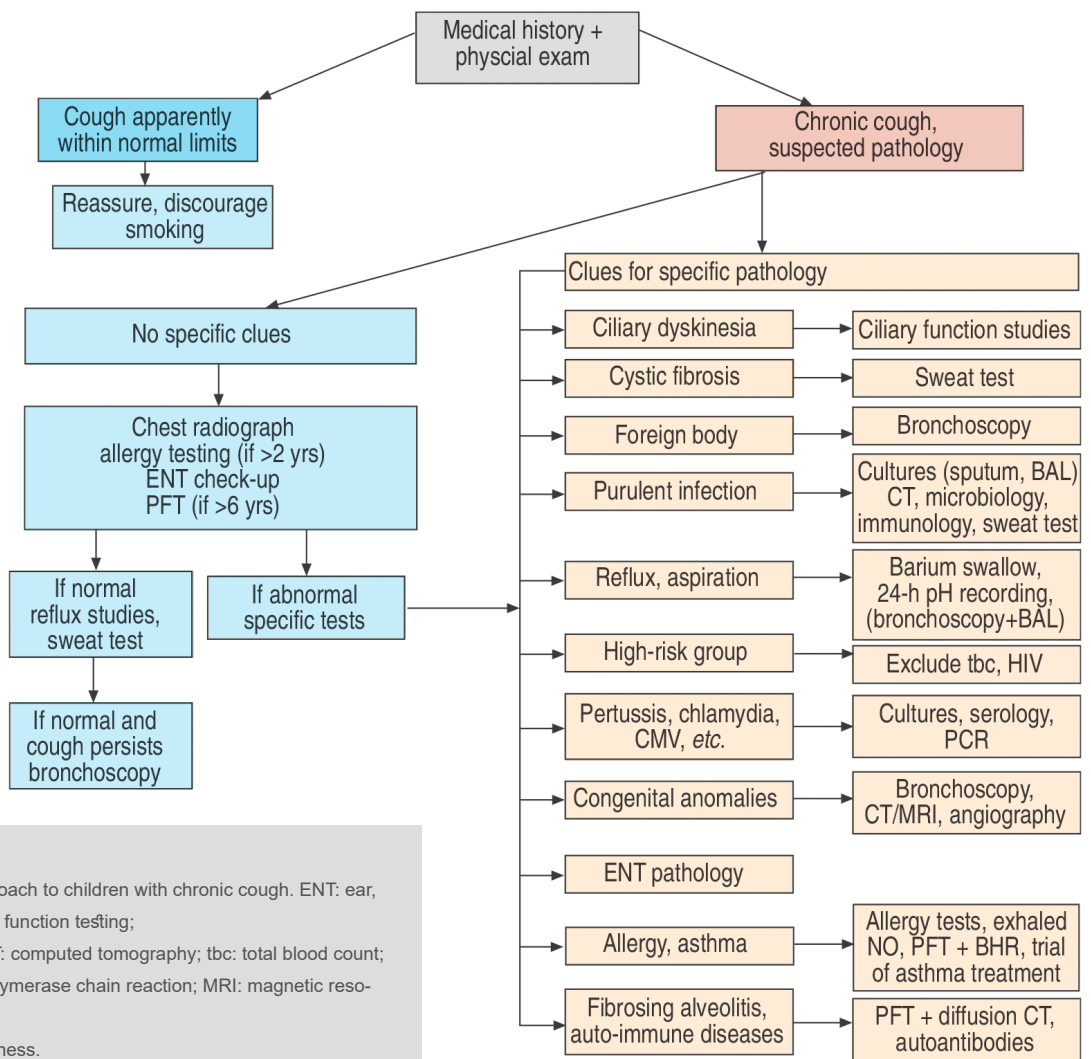 Medical history +
physcial exam
Cough apparently
within normal limits
Chronic cough,
suspected pathology
Reassure, discourage
smoking
Clues for specific pathology
No specific clues
Chest radiograph
allergy testing (if >2 yrs)
ENT check-up
PFT (if >6 yrs)
If normal
reflux studies,
sweat test
If abnormal
specific tests
If normal and
cough persists
bronchoscopy
Ciliary dyskinesia
Ciliary function studies
Cystic fibrosis
Sweat test
Foreign body
Bronchoscopy
Purulent infection
Cultures (sputum, BAL)
CT, microbiology,
immunology, sweat test
Reflux, aspiration
Barium swallow,
24-h pH recording,
(bronchoscopy+BAL)
High-risk group
Exclude tbc, HIV
Pertussis, chlamydia,
CMV, etc.
Cultures, serology,
PCR
Congenital anomalies
Bronchoscopy,
CT/MRI, angiography
ENT pathology
Allergy, asthma
Allergy tests, exhaled
NO, PFT + BHR, trial
of asthma treatment
Fibrosing alveolitis,
auto-immune diseases
PFT + diffusion CT,
autoantibodies
oach to children with chronic cough. ENT: ear,
function testing;
: computed tomography; tbc: total blood count;
ymerase chain reaction; MRI: magnetic reso-
ness.